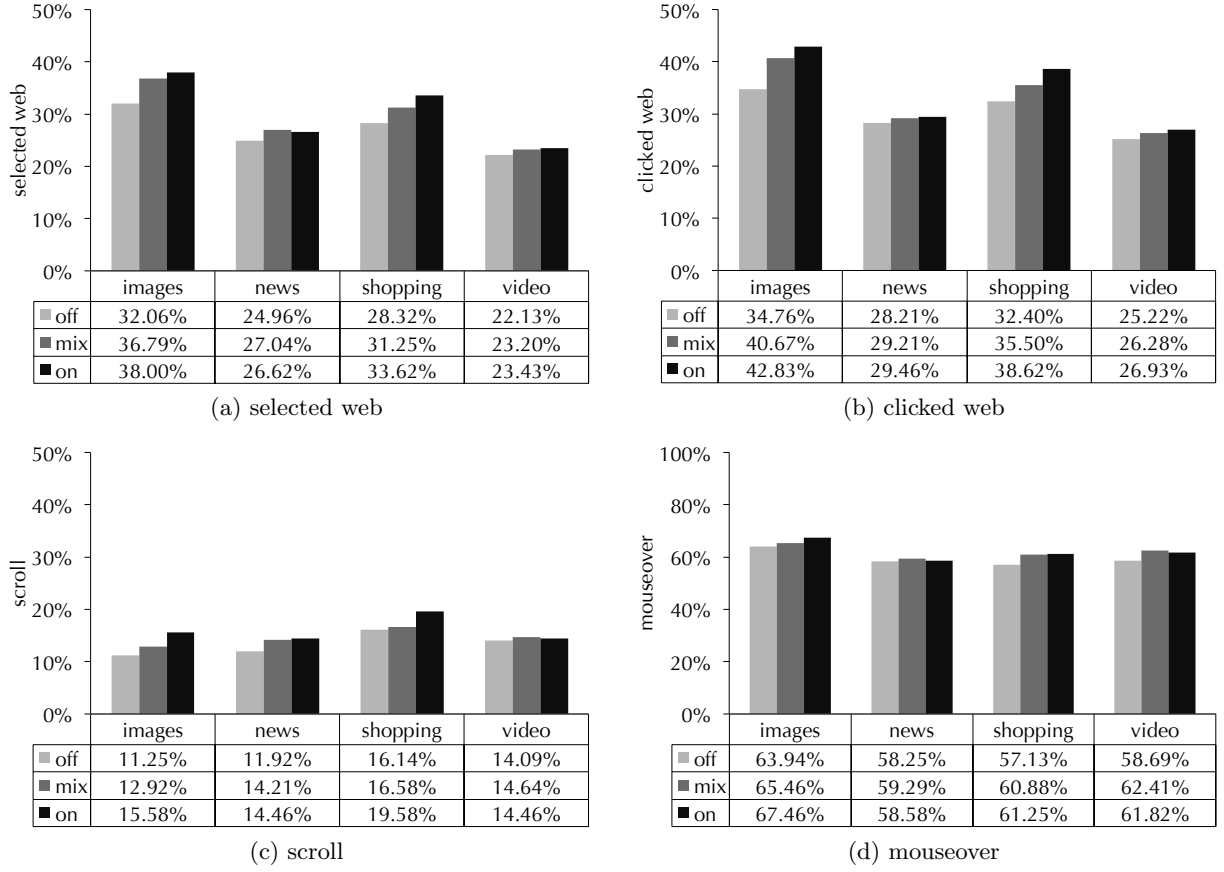 50%
40%
30%
20%
10%
0%
selected web
images news shopping video
off 32.06% 24.96% 28.32% 22.13%
mix 36.79% 27.04% 31.25% 23.20%
on 38.00% 26.62% 33.62% 23.43%
(a) selected web
50%
40%
30%
20%
10%
0%
clicked web
images news shopping video
off 34.76% 28.21% 32.40% 25.22%
mix 40.67% 29.21% 35.50% 26.28%
on 42.83% 29.46% 38.62% 26.93%
(b) clicked web
50%
40%
30%
20%
10%
0%
scroll
images news shopping video
off 11.25% 11.92% 16.14% 14.09%
mix 12.92% 14.21% 16.58% 14.64%
on 15.58% 14.46% 19.58% 14.46%
(c) scroll
100%
80%
60%
40%
20%
0%
mouseover
images news shopping video
off 63.94% 58.25% 57.13% 58.69%
mix 65.46% 59.29% 60.88% 62.41%
on 67.46% 58.58% 61.25% 61.82%
(d) mouseover